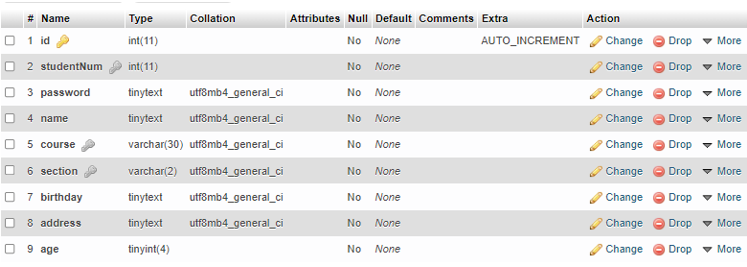 # Name Type Collation Attributes Null Default Comments Extra Action
1 id int(11) No None AUTO_INCREMENT Change Drop More
2 studentNum int(11) No None Change Drop More
3 password tinytext utf8mb4_general_ci No None Change Drop More
4 name tinytext utf8mb4_general_ci No None Change Drop More
5 course varchar(30) utf8mb4_general_ci No None Change Drop More
6 section varchar(2) utf8mb4_general_ci No None Change Drop More
7 birthday tinytext utf8mb4_general_ci No None Change Drop More
8 address tinytext utf8mb4_general_ci No None Change Drop More
9 age tinyint(4) No None Change Drop More